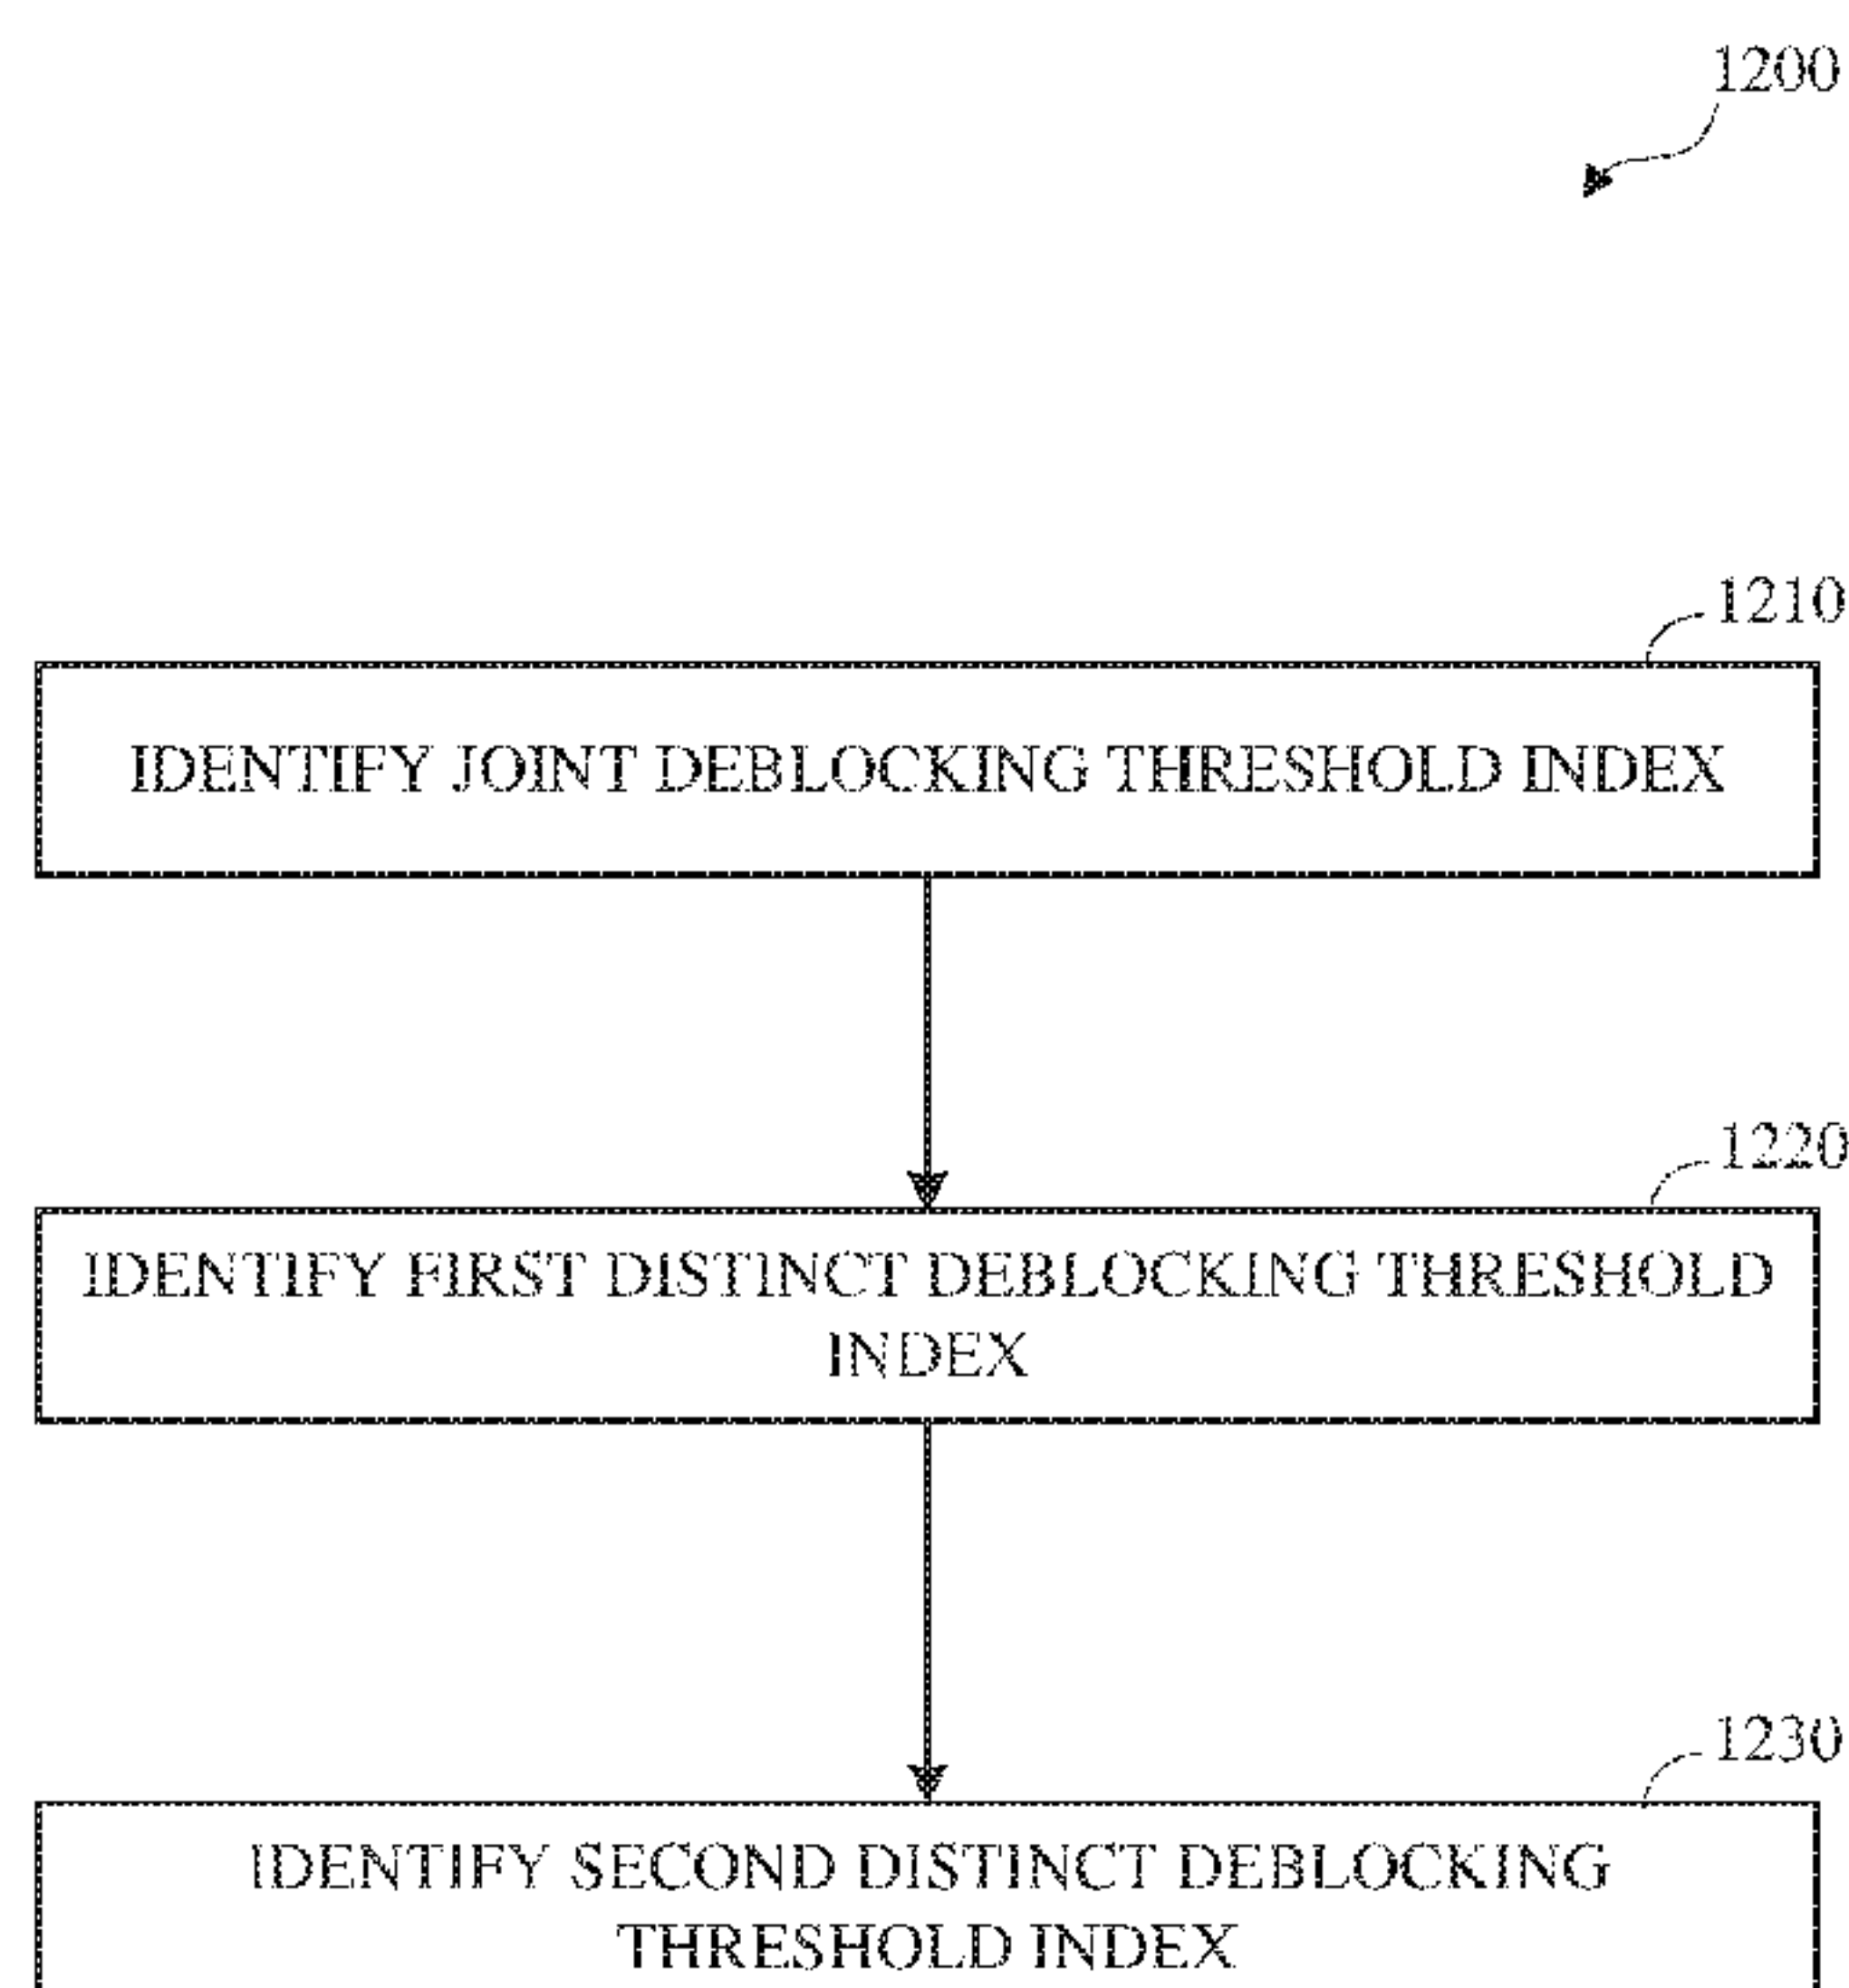 1200
1210
IDENTIFY JOINT DEBLOCKING THRESHOLD INDEX
1220
IDENTIFY FIRST DISTINCT DEBLOCKING THRESHOLD
INDEX
1230
IDENTIFY SECOND DISTINCT DEBLOCKING
THRESHOLD INDEX